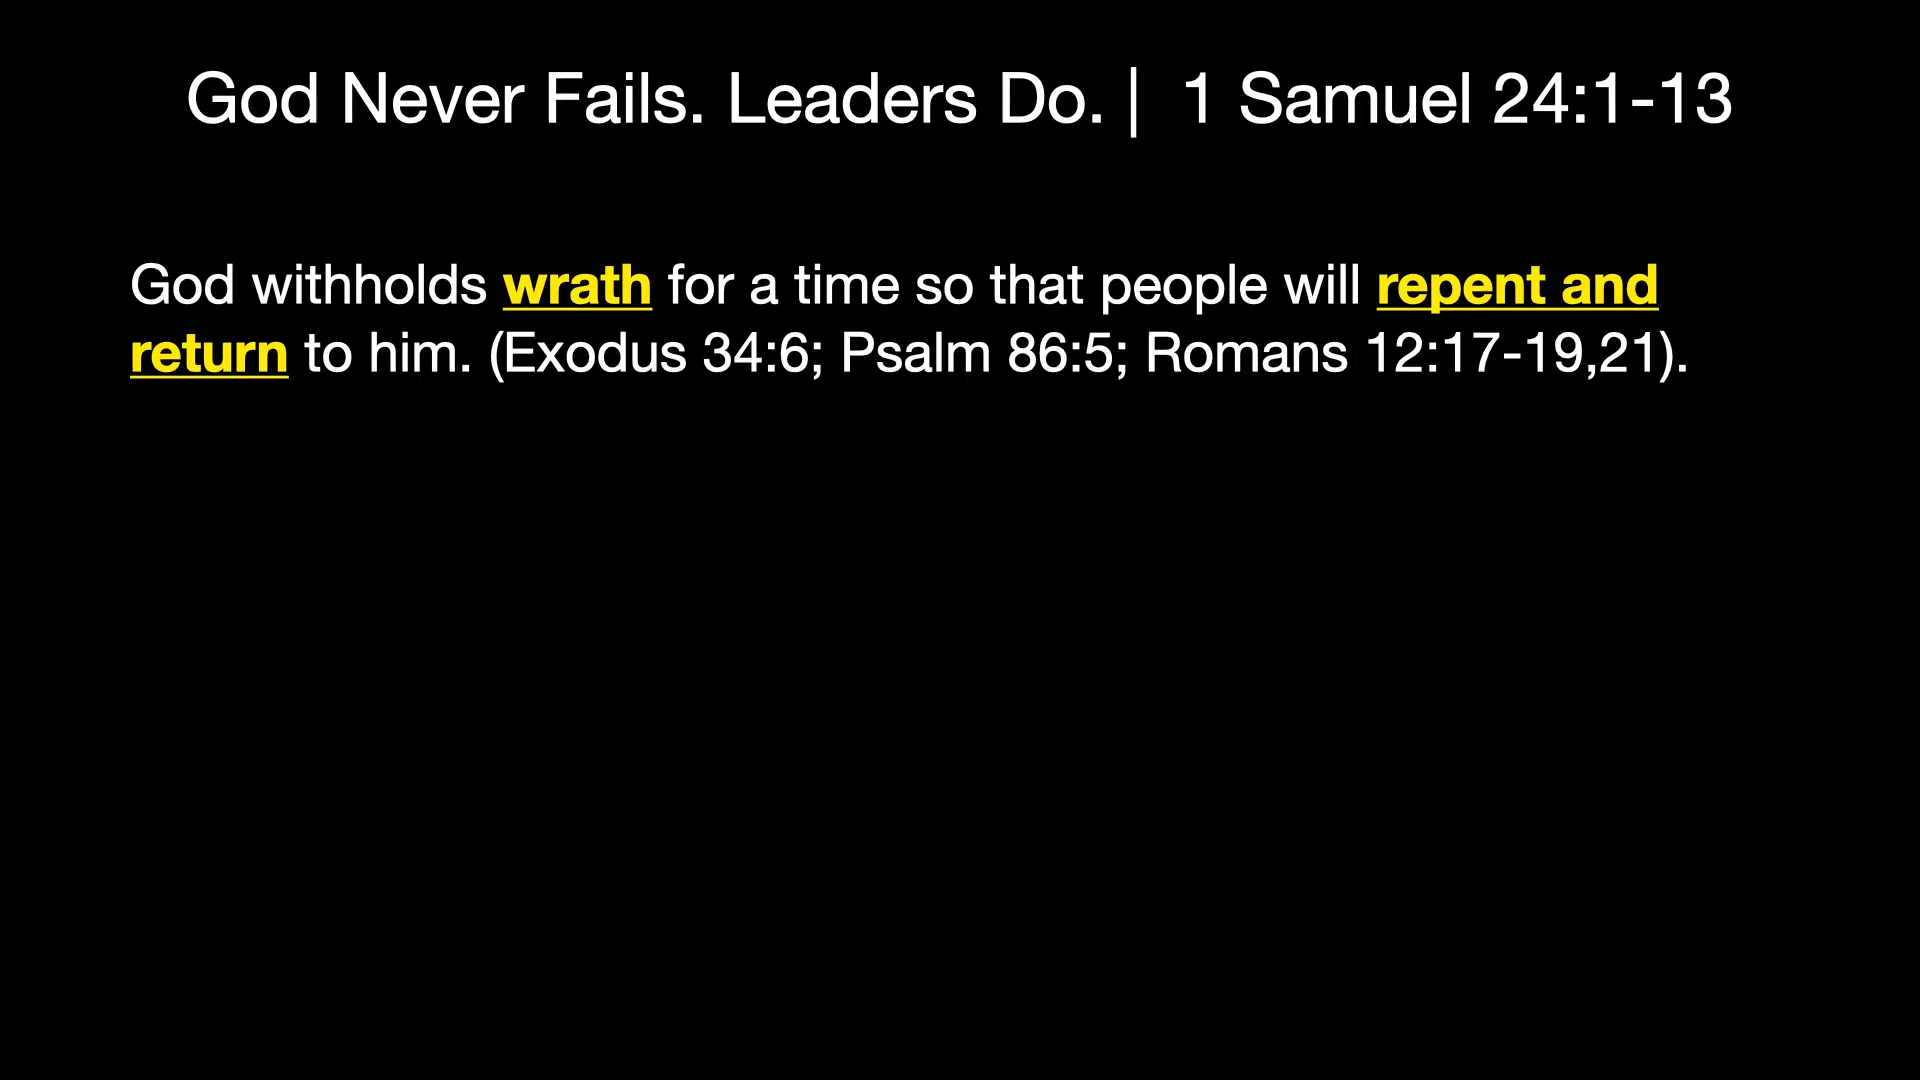 God Never Fails. Leaders Do. |  1 Samuel 24:1-13
God withholds wrath for a time so that people will repent and
return to him. (Exodus 34:6; Psalm 86:5; Romans 12:17-19,21).